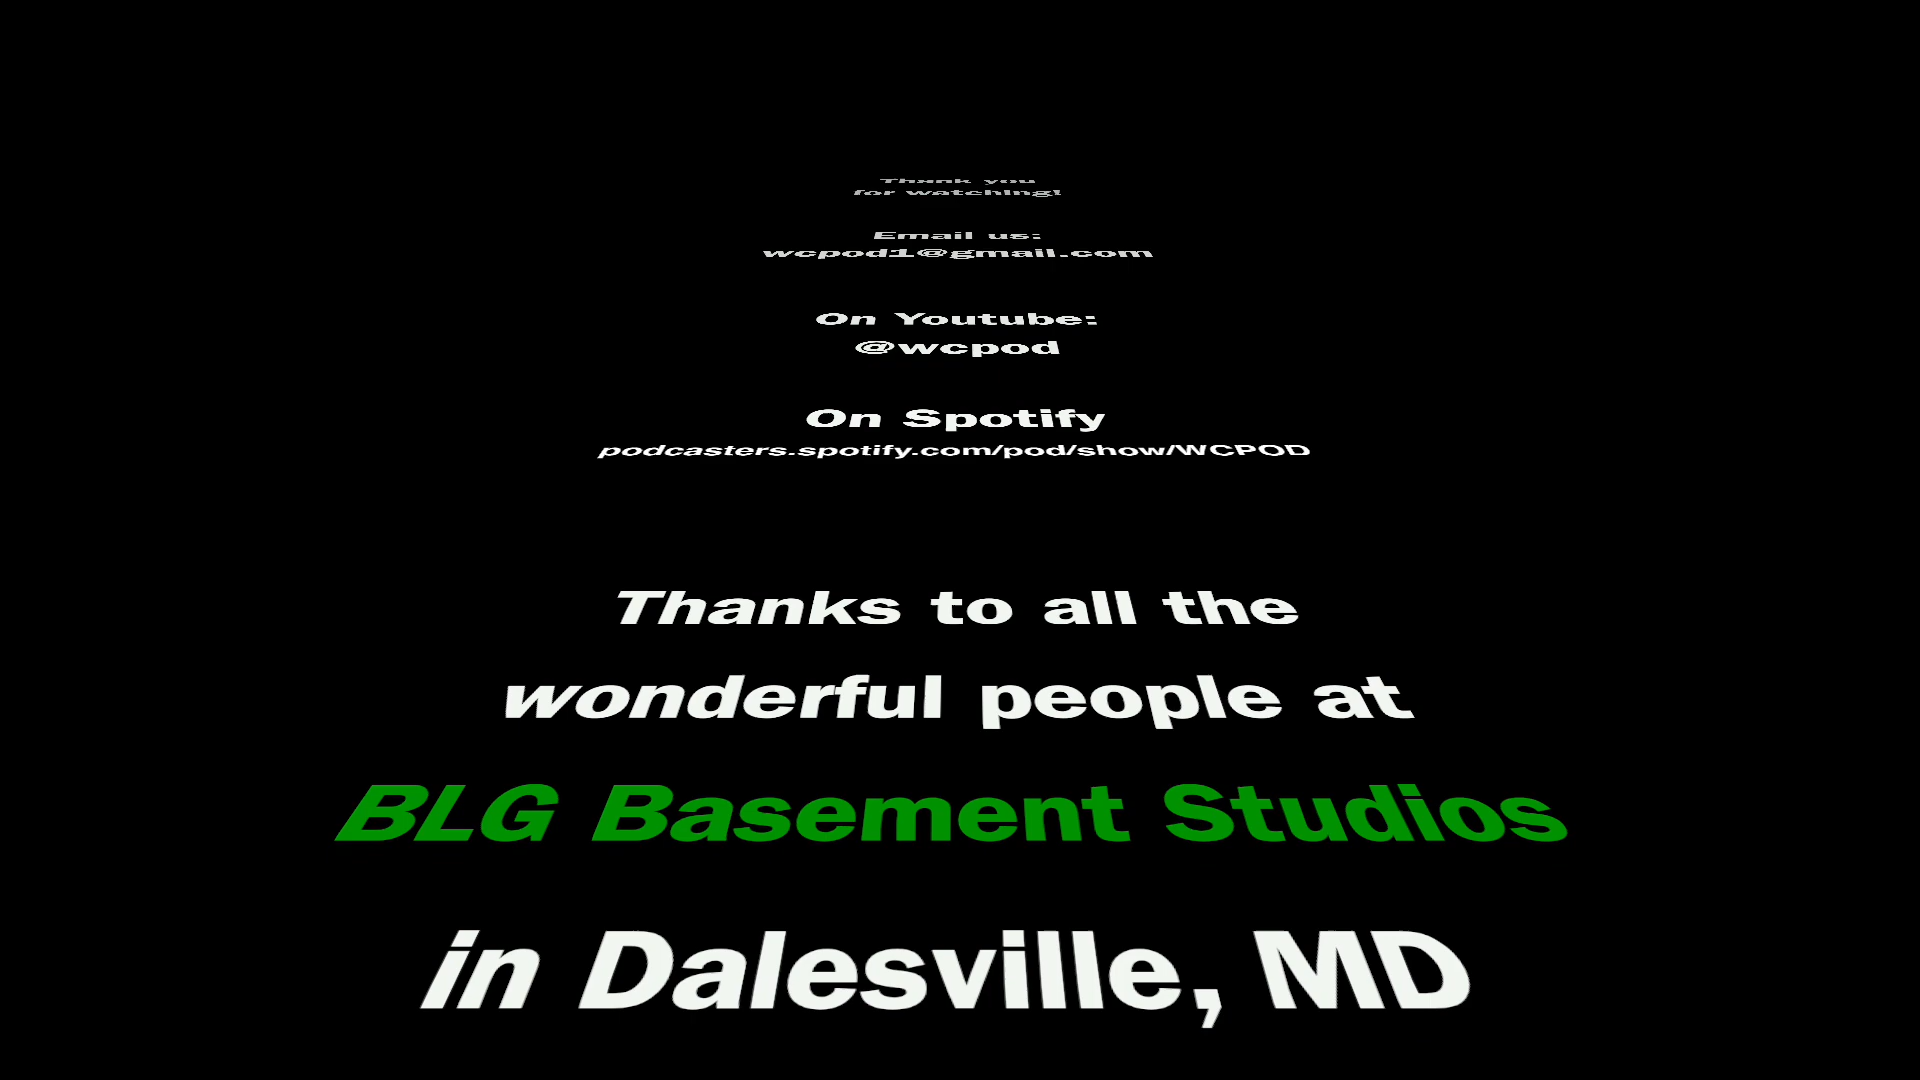 Thank you
for watching!
Email us:
wcpod1@gmail.com
On Youtube:
@wcpod
On Spotify
podcasters.spotify.com/pod/show/WCPOD
Thanks to all the
wonderful people at
BLG Basement Studios
in Dalesville, MD